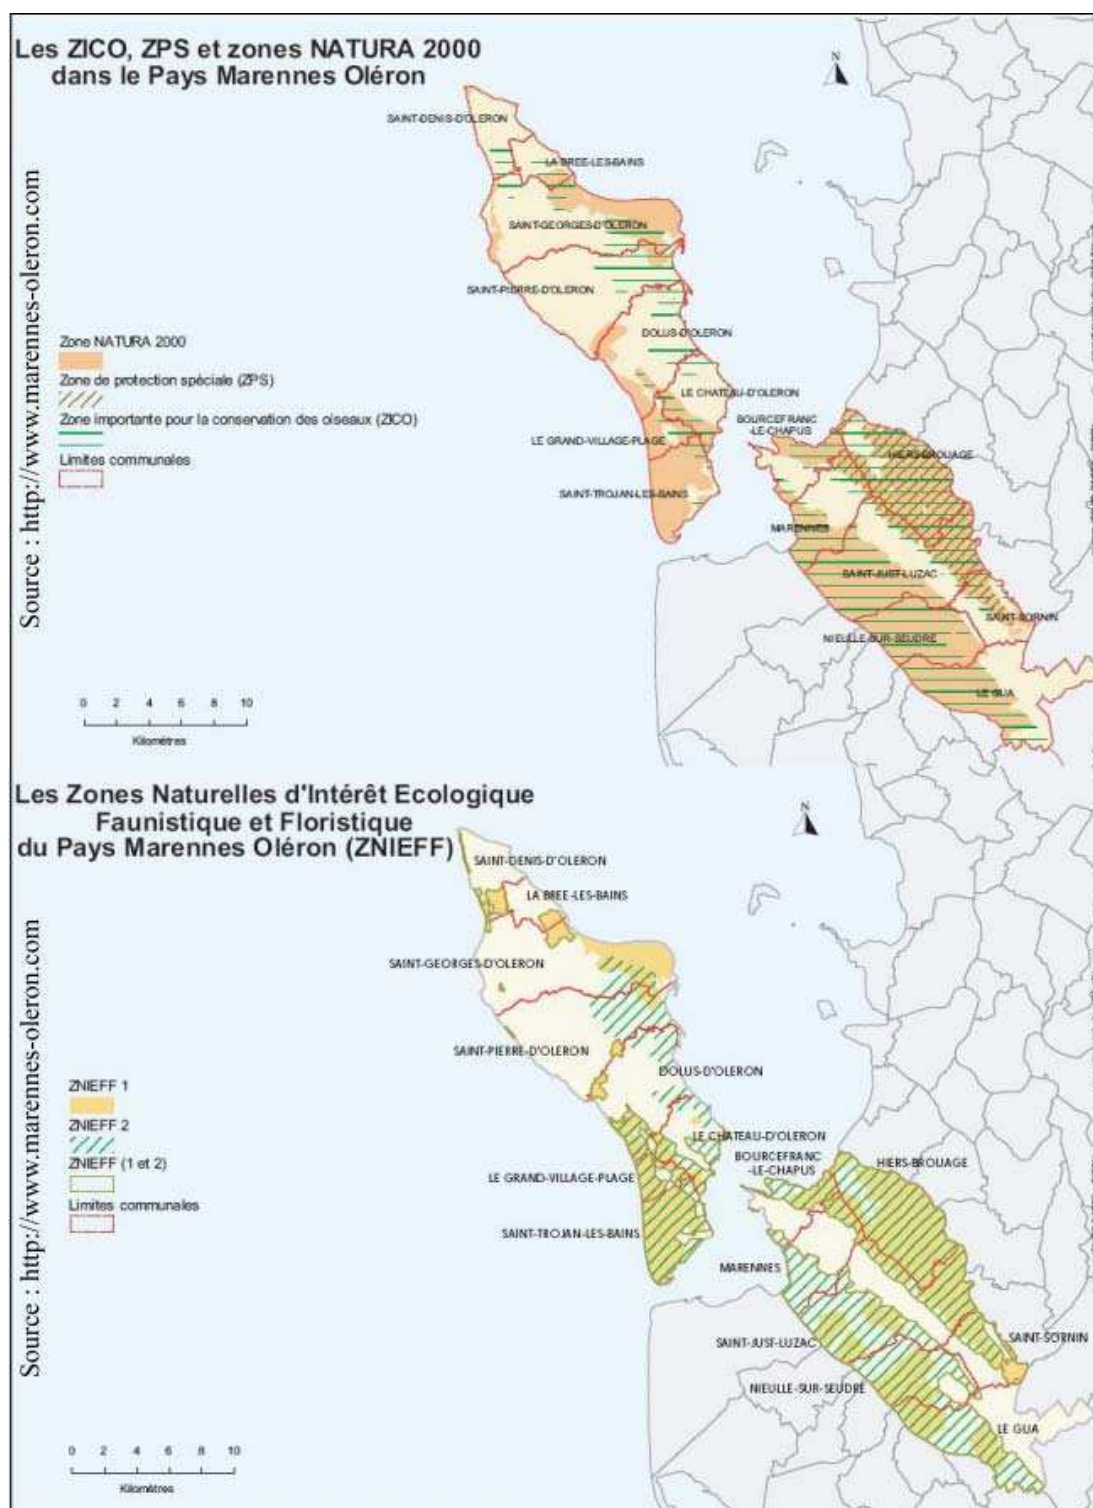 Les ZICO, ZPS et zones NATURA 2000
dans le Pays Marennes Oléron
N
SAINT-DENIS-D'OLERON
LA BREE-LES-BAINS
SAINT-GEORGES-D'OLERON
SAINT-PIERRE-D'OLERON
DOLUS-D'OLERON
LE CHATEAU-D'OLERON
BOURCEFRANC
-LE-CHAPUS
LE GRAND-VILLAGE-PLAGE
HIERS-BROUAGE
SAINT-TROJAN-LES-BAINS
MARENNES
SAINT-JUST-LUZAC
SAINT-SORNIN
NIEULLE-SUR-SEUDRE
LE GUA
Zone NATURA 2000
Zone de protection spéciale (ZPS)
Zone importante pour la conservation des oiseaux (ZICO)
Limites communales
Source : http://www.marennes-oleron.com
0 2 4 6 8 10
Kilomètres
Les Zones Naturelles d'Intérêt Ecologique
Faunistique et Floristique
du Pays Marennes Oléron (ZNIEFF)
N
SAINT-DENIS-D'OLERON
LA BREE-LES-BAINS
SAINT-GEORGES-D'OLERON
SAINT-PIERRE-D'OLERON
DOLUS-D'OLERON
LE CHATEAU-D'OLERON
BOURCEFRANC
-LE-CHAPUS
HIERS-BROUAGE
LE GRAND-VILLAGE-PLAGE
SAINT-TROJAN-LES-BAINS
MARENNES
SAINT-JUST-LUZAC
SAINT-SORNIN
NIEULLE-SUR-SEUDRE
LE GUA
ZNIEFF 1
ZNIEFF 2
ZNIEFF (1 et 2)
Limites communales
Source : http://www.marennes-oleron.com
0 2 4 6 8 10
Kilomètres